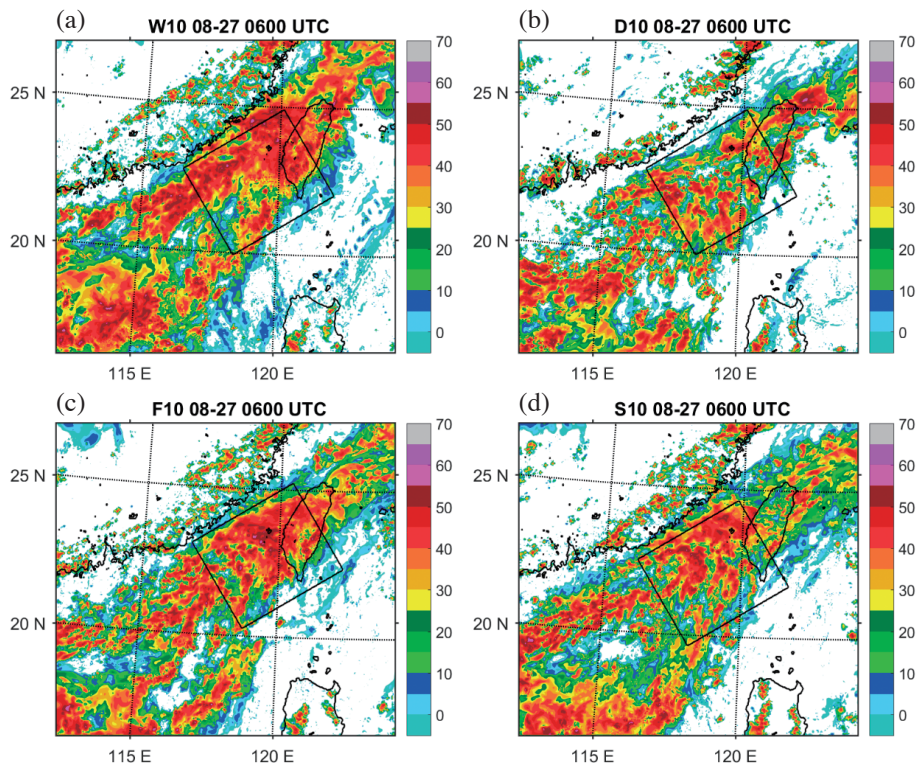 (a)
W10 08-27 0600 UTC
25 N
20 N
115 E
120 E
70
60
50
40
30
20
10
0
(b)
D10 08-27 0600 UTC
25 N
20 N
115 E
120 E
70
60
50
40
30
20
10
0
(c)
F10 08-27 0600 UTC
25 N
20 N
115 E
120 E
70
60
50
40
30
20
10
0
(d)
S10 08-27 0600 UTC
25 N
20 N
115 E
120 E
70
60
50
40
30
20
10
0